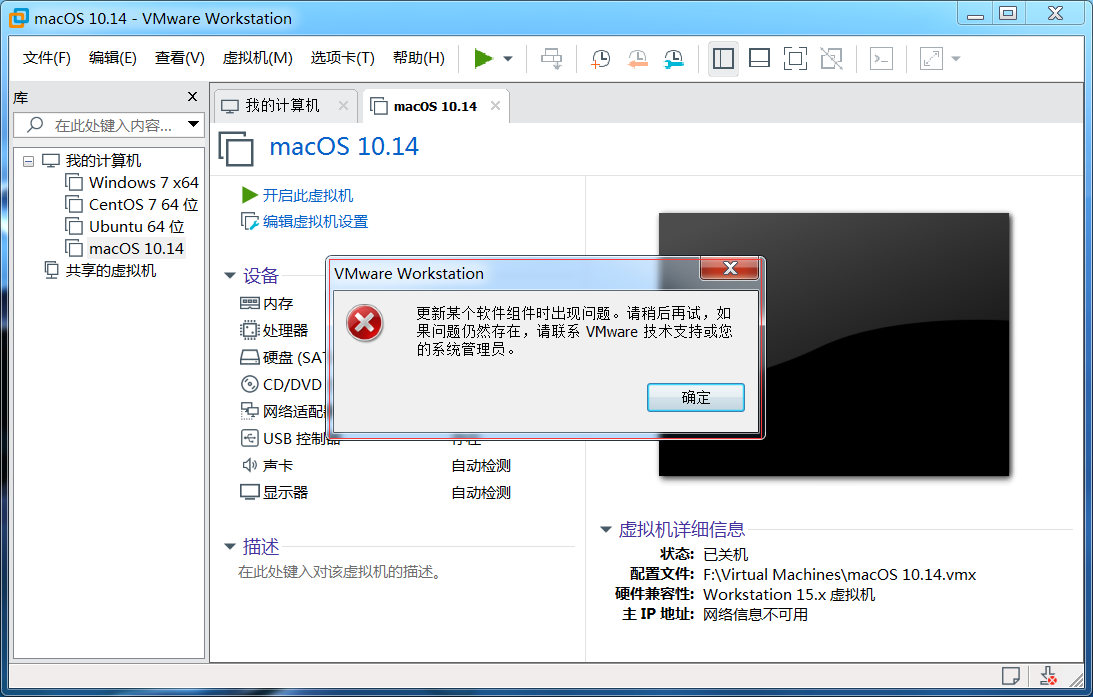 macOS 10.14 - VMware Workstation
文件(F) 编辑(E) 查看(V) 虚拟机(M) 选项卡(T) 帮助(H)
库
在此处键入内容...
我的计算机
Windows 7 x64
CentOS 7 64 位
Ubuntu 64 位
macOS 10.14
共享的虚拟机
我的计算机
macOS 10.14
macOS 10.14
开启此虚拟机
编辑虚拟机设置
设备
内存
处理器
硬盘 (SAT
CD/DVD
网络适配
USB 控制器
声卡 自动检测
显示器 自动检测
描述
在此处键入对该虚拟机的描述。
VMware Workstation
更新某个软件组件时出现问题。请稍后再试，如
果问题仍然存在，请联系 VMware 技术支持或您
的系统管理员。
确定
虚拟机详细信息
状态: 已关机
配置文件: F:\Virtual Machines\macOS 10.14.vmx
硬件兼容性: Workstation 15.x 虚拟机
主 IP 地址: 网络信息不可用